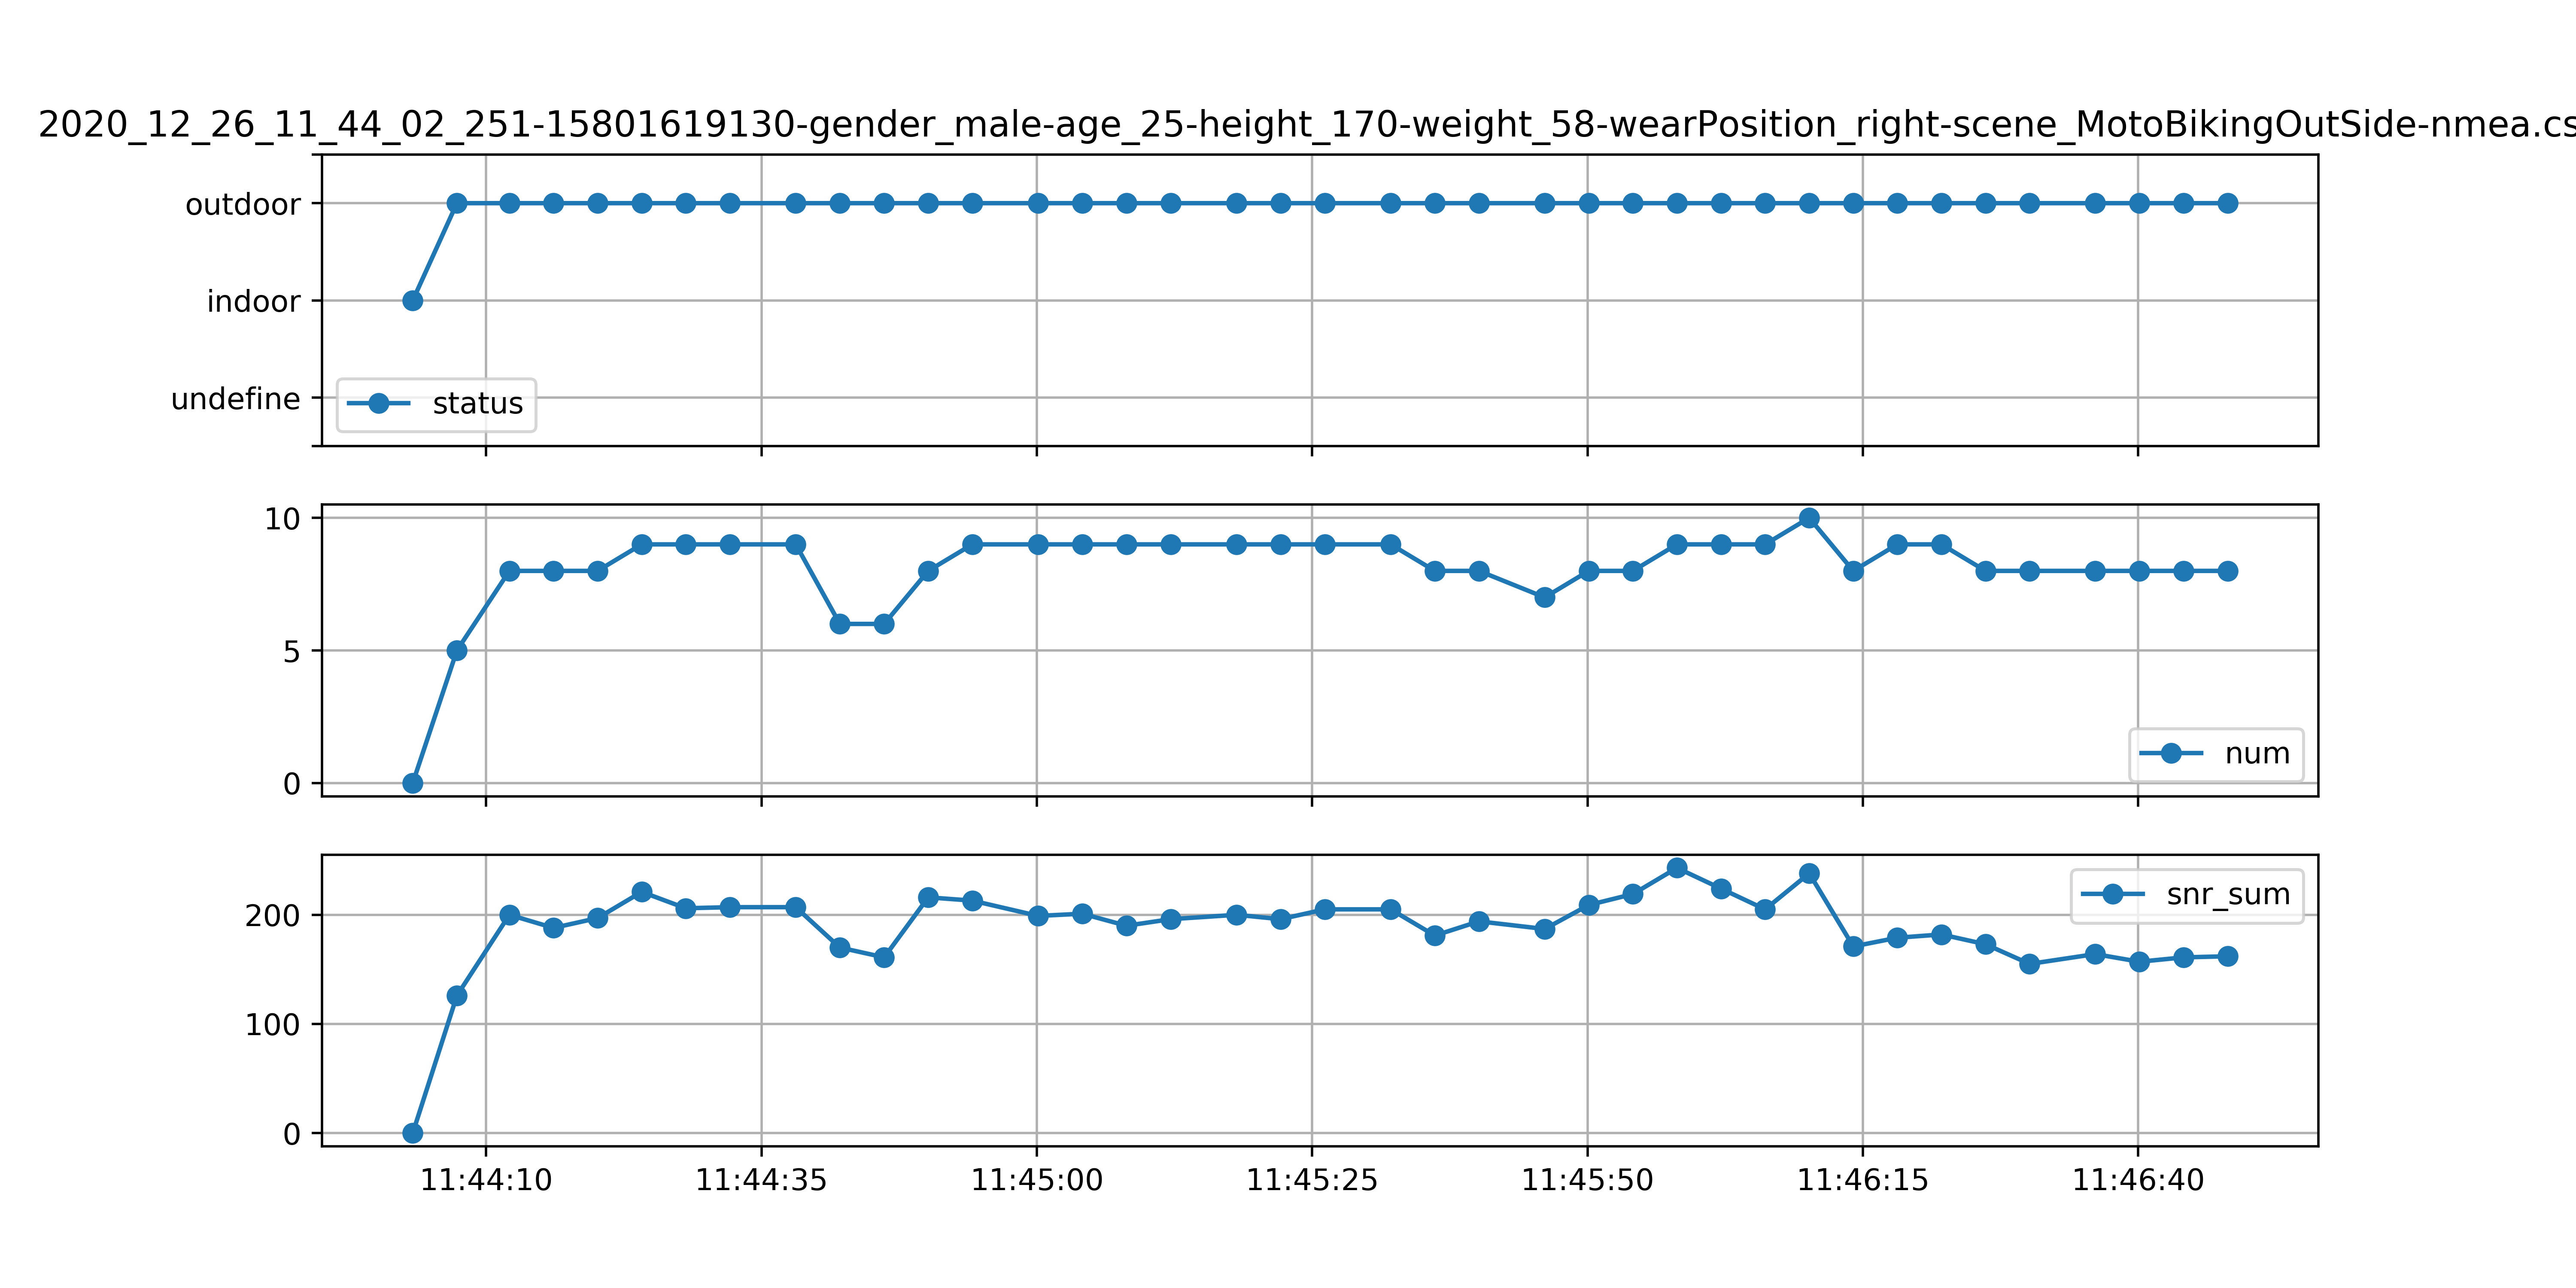 2020_12_26_11_44_02_251-15801619130-gender_male-age_25-height_170-weight_58-wearPosition_right-scene_MotoBikingOutSide-nmea.cs
outdoor
indoor
undefine
status
10
5
0
num
200
100
0
snr_sum
11:44:10 11:44:35 11:45:00 11:45:25 11:45:50 11:46:15 11:46:40